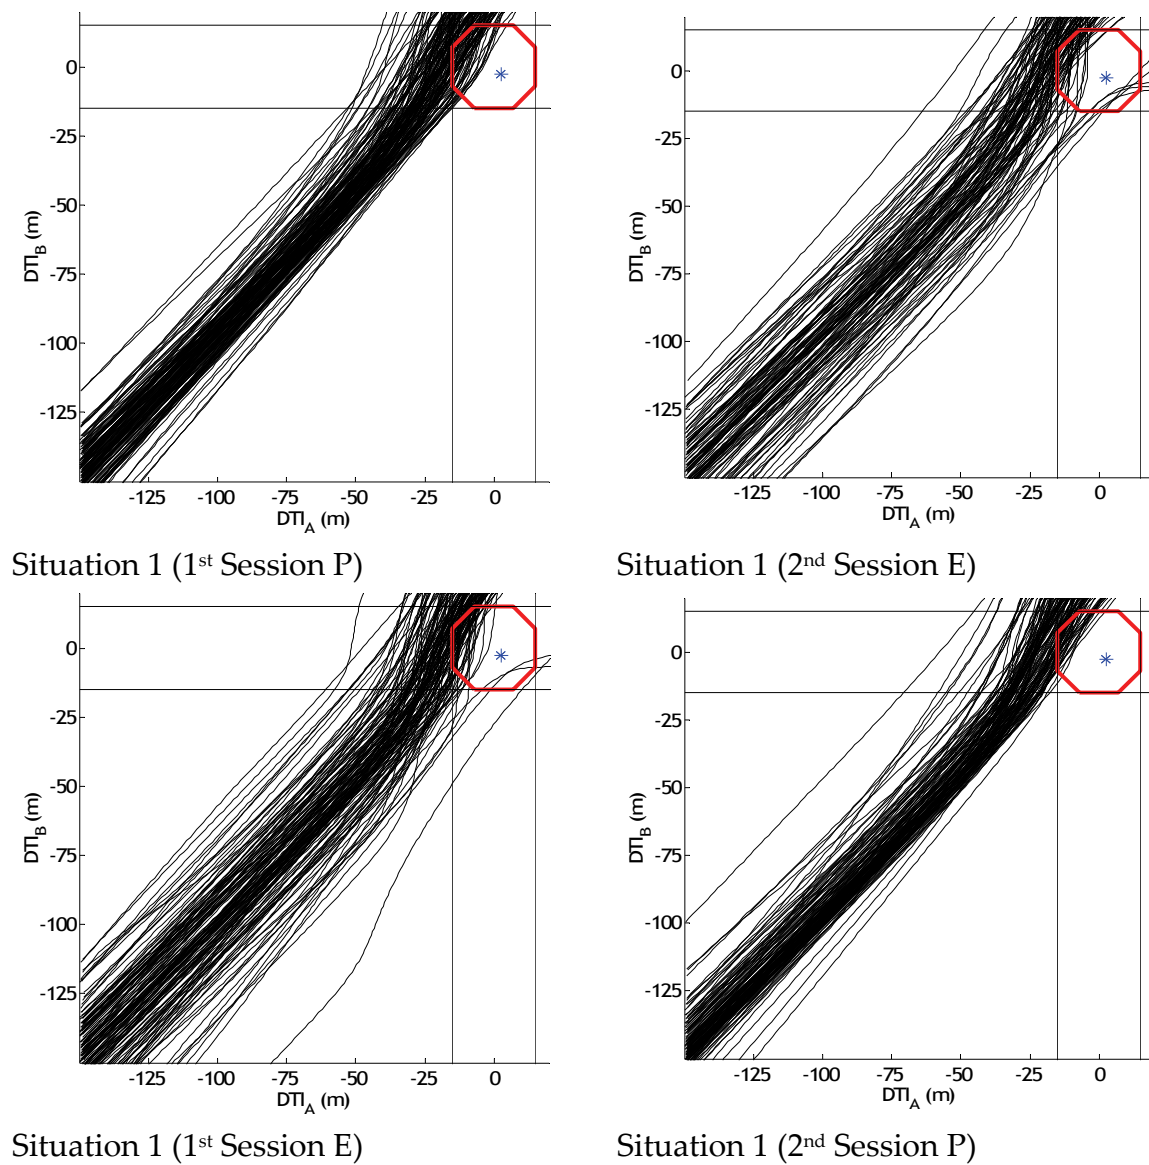 0
-25
-50
-75
-100
-125
DTI_B (m)
-125 -100 -75 -50 -25 0
DTI_A (m)
Situation 1 (1st Session P)
0
-25
-50
-75
-100
-125
DTI_B (m)
-125 -100 -75 -50 -25 0
DTI_A (m)
Situation 1 (2nd Session E)
0
-25
-50
-75
-100
-125
DTI_B (m)
-125 -100 -75 -50 -25 0
DTI_A (m)
Situation 1 (1st Session E)
0
-25
-50
-75
-100
-125
DTI_B (m)
-125 -100 -75 -50 -25 0
DTI_A (m)
Situation 1 (2nd Session P)